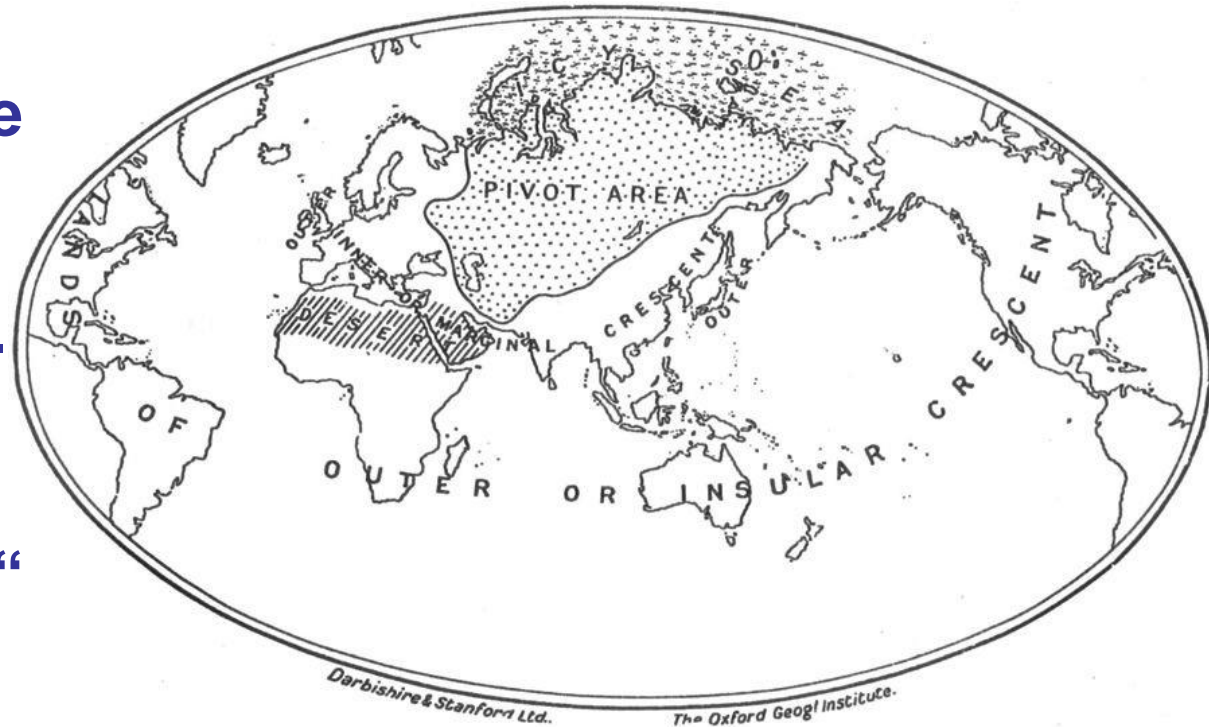 e
-
“
ICY SEA
PIVOT AREA
OUTER
INNER OR MARGINAL CRESCENT
OUTER
DESERT
LANDS OF OUTER OR INSULAR CRESCENT
Darbishire & Stanford Ltd.
The Oxford Geogl Institute.